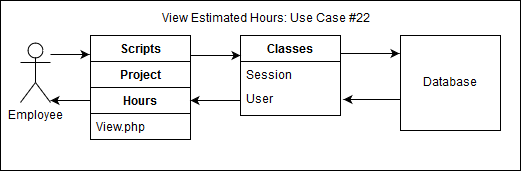 View Estimated Hours: Use Case #22
Scripts
Project
Hours
View.php
Classes
Session
User
Database
Employee